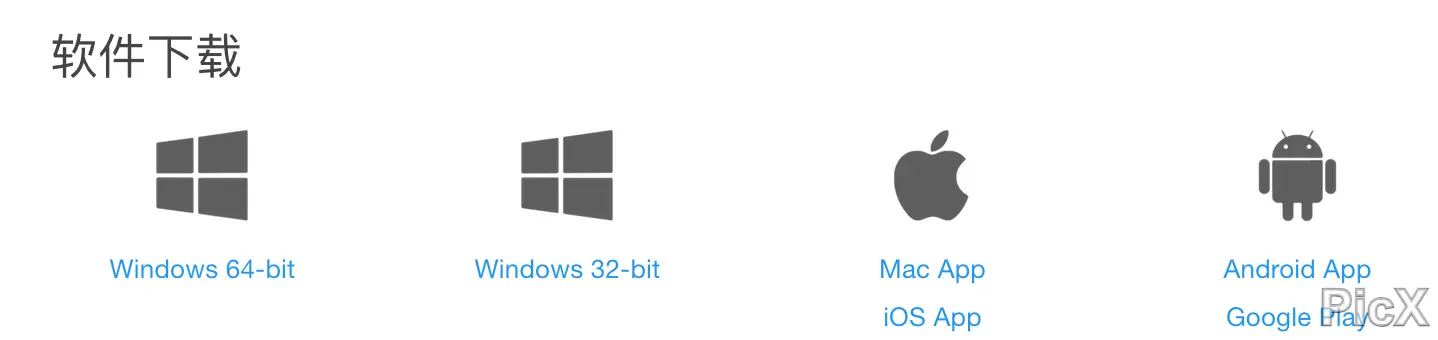 软件下载
Windows 64-bit
Windows 32-bit
Mac App
Android App
iOS App
Google Play
PicX